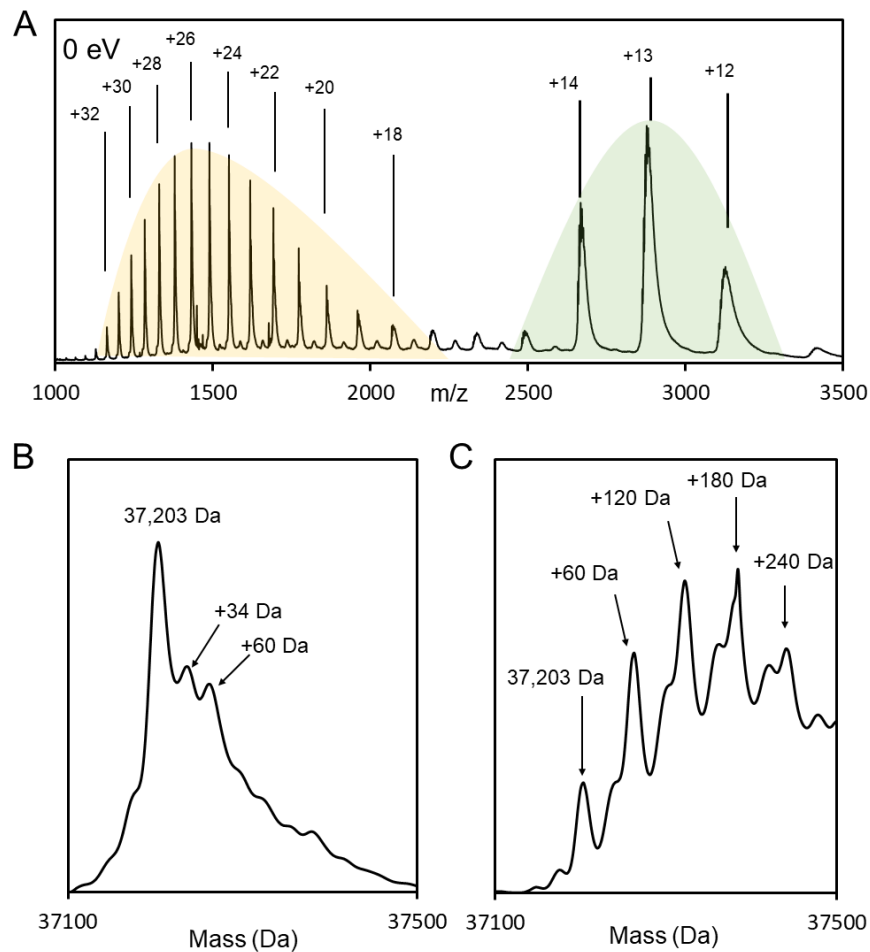 A
0 eV
+32
+30
+28
+26
+24
+22
+20
+18
+14
+13
+12
1000
1500
2000
m/z
2500
3000
3500
B
37,203 Da
+34 Da
+60 Da
37100
Mass (Da)
37500
C
37,203 Da
+60 Da
+120 Da
+180 Da
+240 Da
37100
Mass (Da)
37500